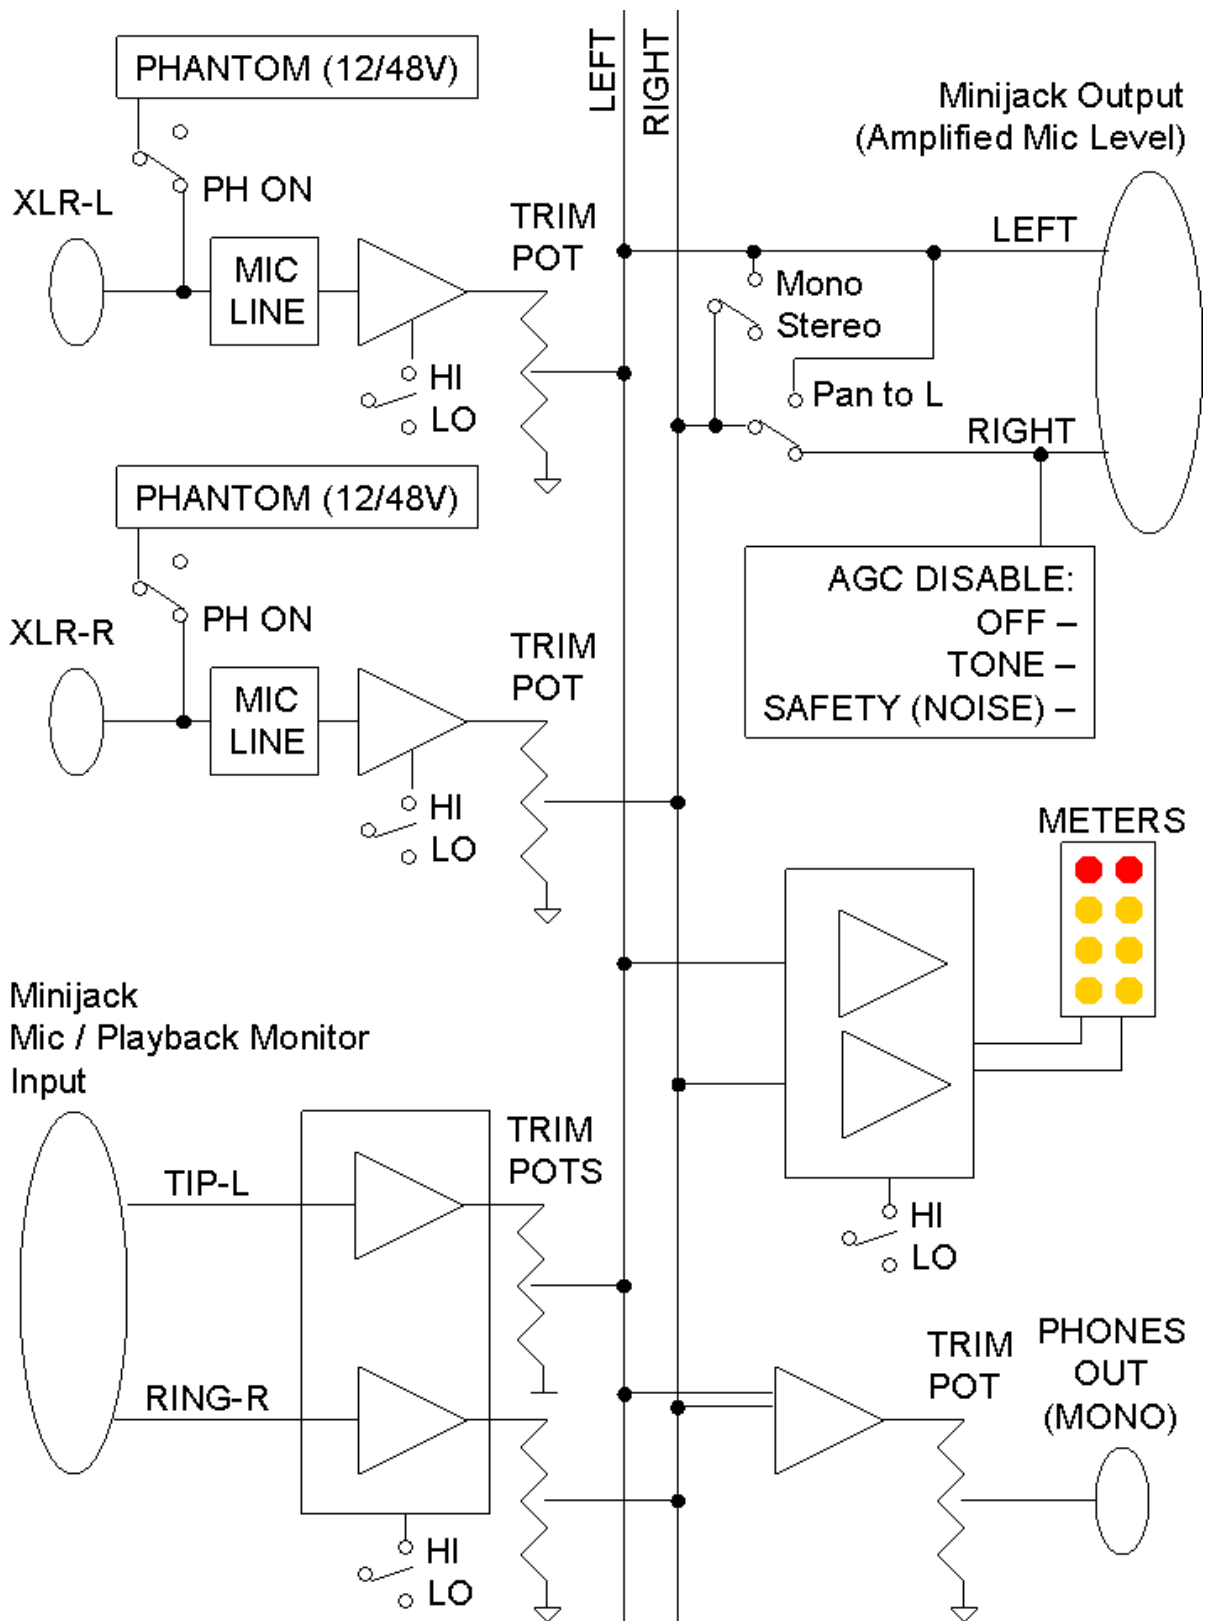 PHANTOM (12/48V)
LEFT
RIGHT
Minijack Output
(Amplified Mic Level)
PH ON
XLR-L
TRIM
POT
MIC
LINE
LEFT
Mono
Stereo
HI
LO
Pan to L
RIGHT
PHANTOM (12/48V)
PH ON
XLR-R
TRIM
POT
MIC
LINE
HI
LO
AGC DISABLE:
OFF –
TONE –
SAFETY (NOISE) –
METERS
Minijack
Mic / Playback Monitor
Input
TRIM
POTS
TIP-L
RING-R
HI
LO
HI
LO
TRIM
POT
PHONES
OUT
(MONO)